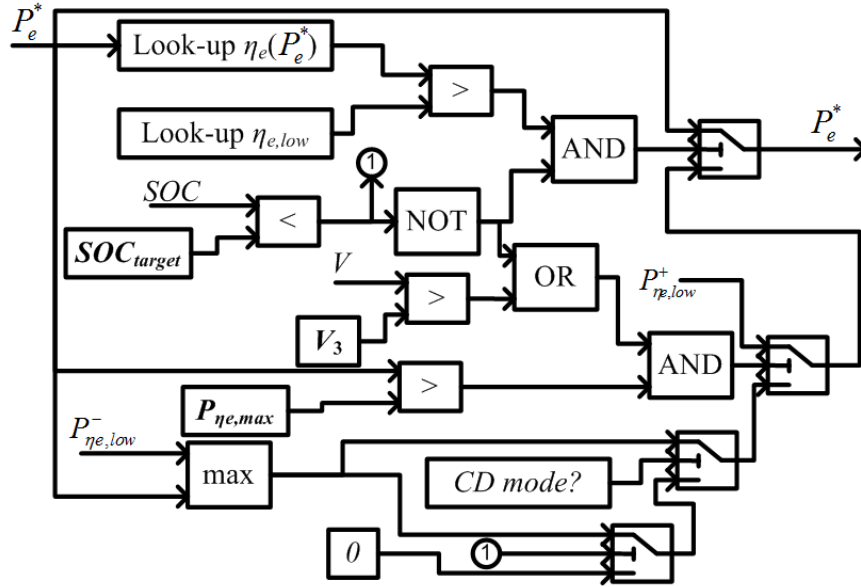 P*e
Look-up ηe(P*e)
>
Look-up ηe,low
AND
P*e
1
SOC
<
NOT
SOCtarget
OR
V
>
V3
P+ηe,low
AND
>
Pηe,max
P-ηe,low
max
CD mode?
0
1